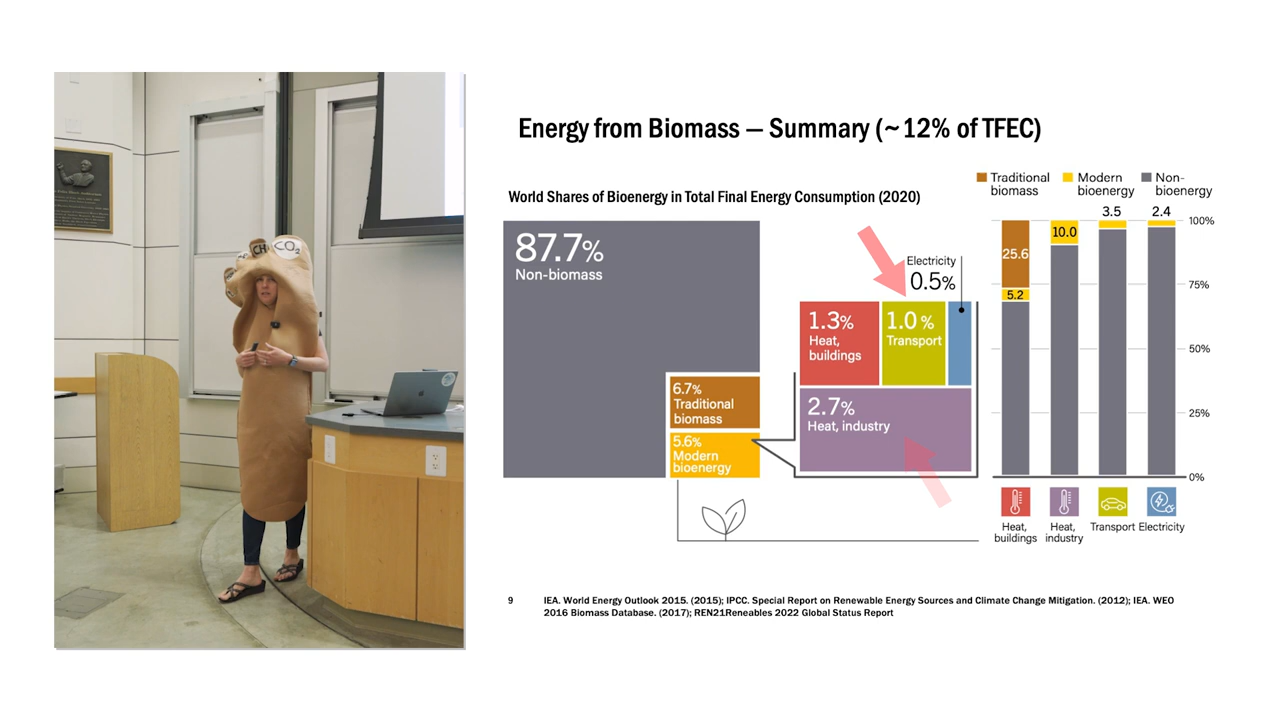 CH
CO₂
Energy from Biomass — Summary (~12% of TFEC)
World Shares of Bioenergy in Total Final Energy Consumption (2020)
87.7%
Non-biomass
6.7%
Traditional
biomass
5.6%
Modern
bioenergy
Electricity
0.5%
1.3%
Heat,
buildings
1.0 %
Transport
2.7%
Heat, industry
Traditional
biomass
Modern
bioenergy
Non-
bioenergy
3.5
2.4
25.6
10.0
5.2
100%
75%
50%
25%
0%
Heat,
buildings
Heat,
industry
Transport
Electricity
9
IEA. World Energy Outlook 2015. (2015); IPCC. Special Report on Renewable Energy Sources and Climate Change Mitigation. (2012); IEA. WEO
2016 Biomass Database. (2017); REN21Reneables 2022 Global Status Report